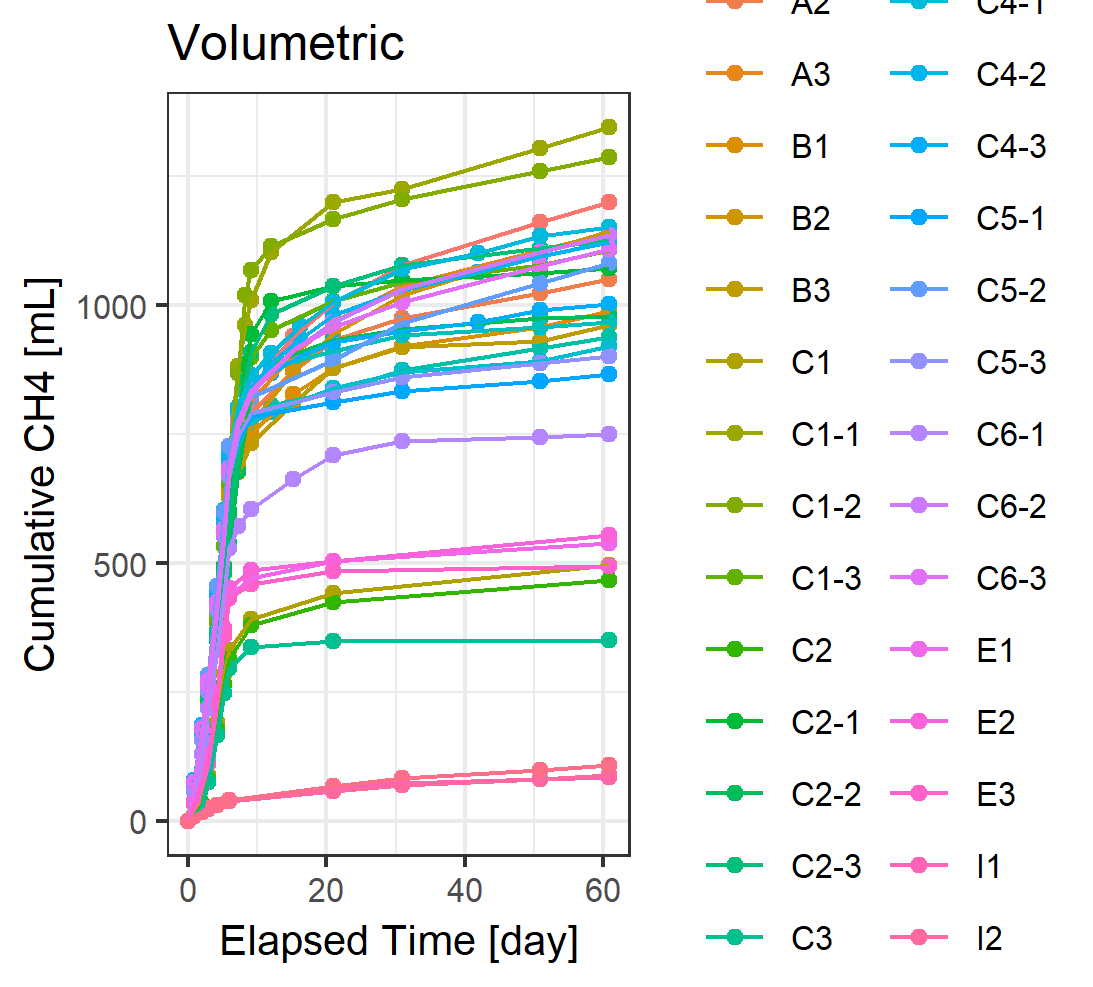 Volumetric
Cumulative CH4 [mL]
1000
500
0
0 20 40 60
Elapsed Time [day]
A2
A3
B1
B2
B3
C1
C1-1
C1-2
C1-3
C2
C2-1
C2-2
C2-3
C3
C4-1
C4-2
C4-3
C5-1
C5-2
C5-3
C6-1
C6-2
C6-3
E1
E2
E3
I1
I2